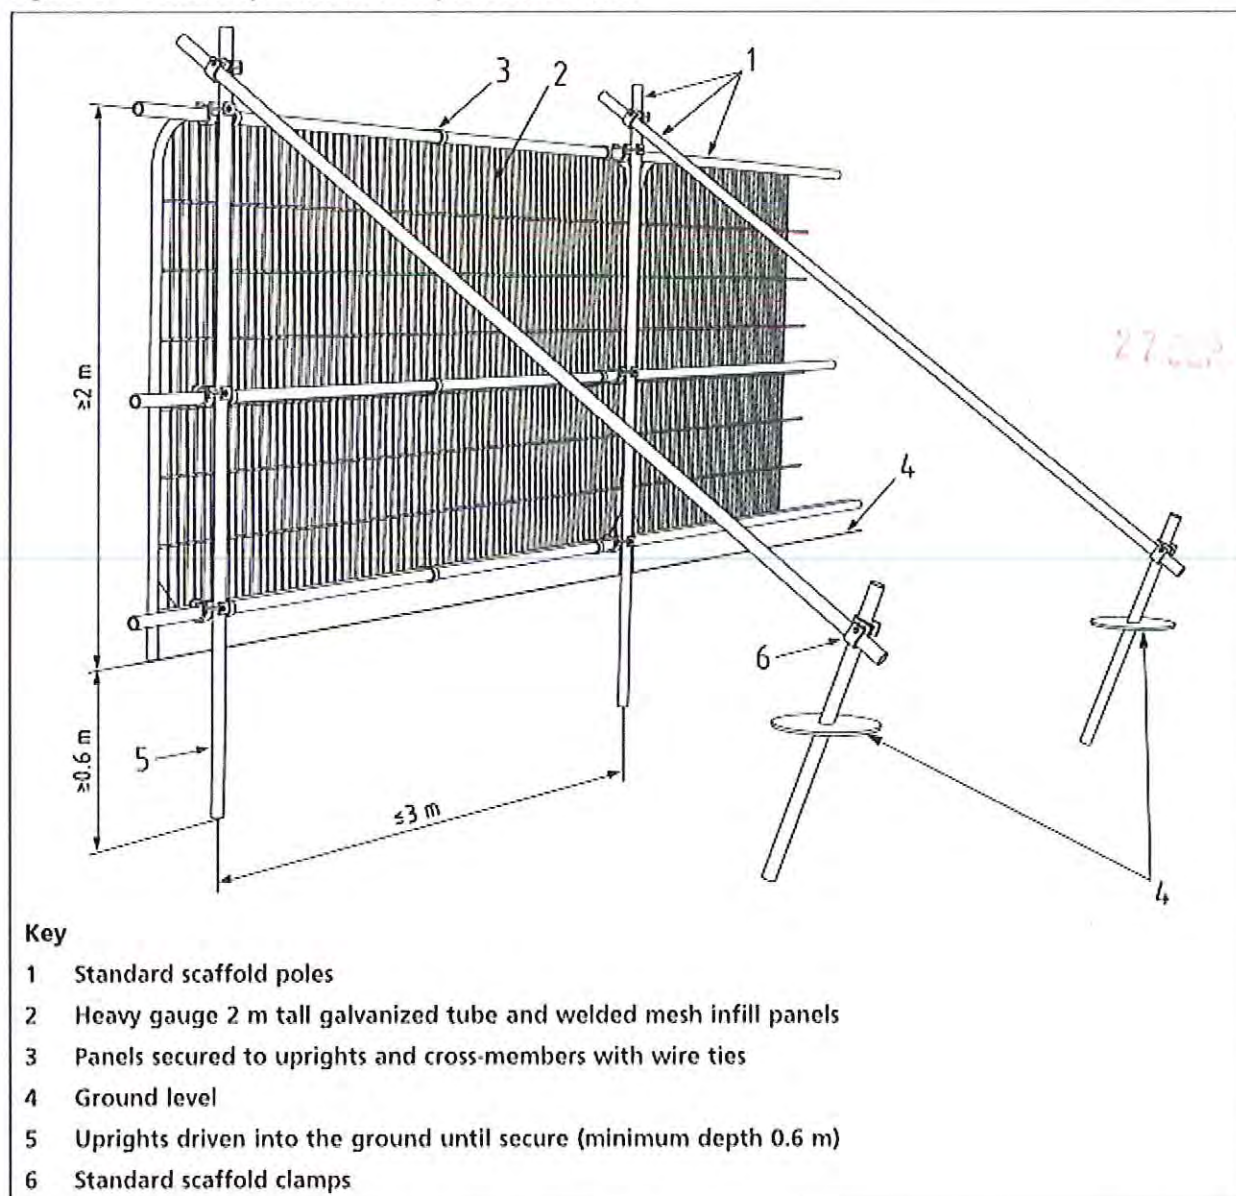 1
3
2
≥2 m
4
6
5
≥0.6 m
≤3 m
4
Key
1 Standard scaffold poles
2 Heavy gauge 2 m tall galvanized tube and welded mesh infill panels
3 Panels secured to uprights and cross-members with wire ties
4 Ground level
5 Uprights driven into the ground until secure (minimum depth 0.6 m)
6 Standard scaffold clamps